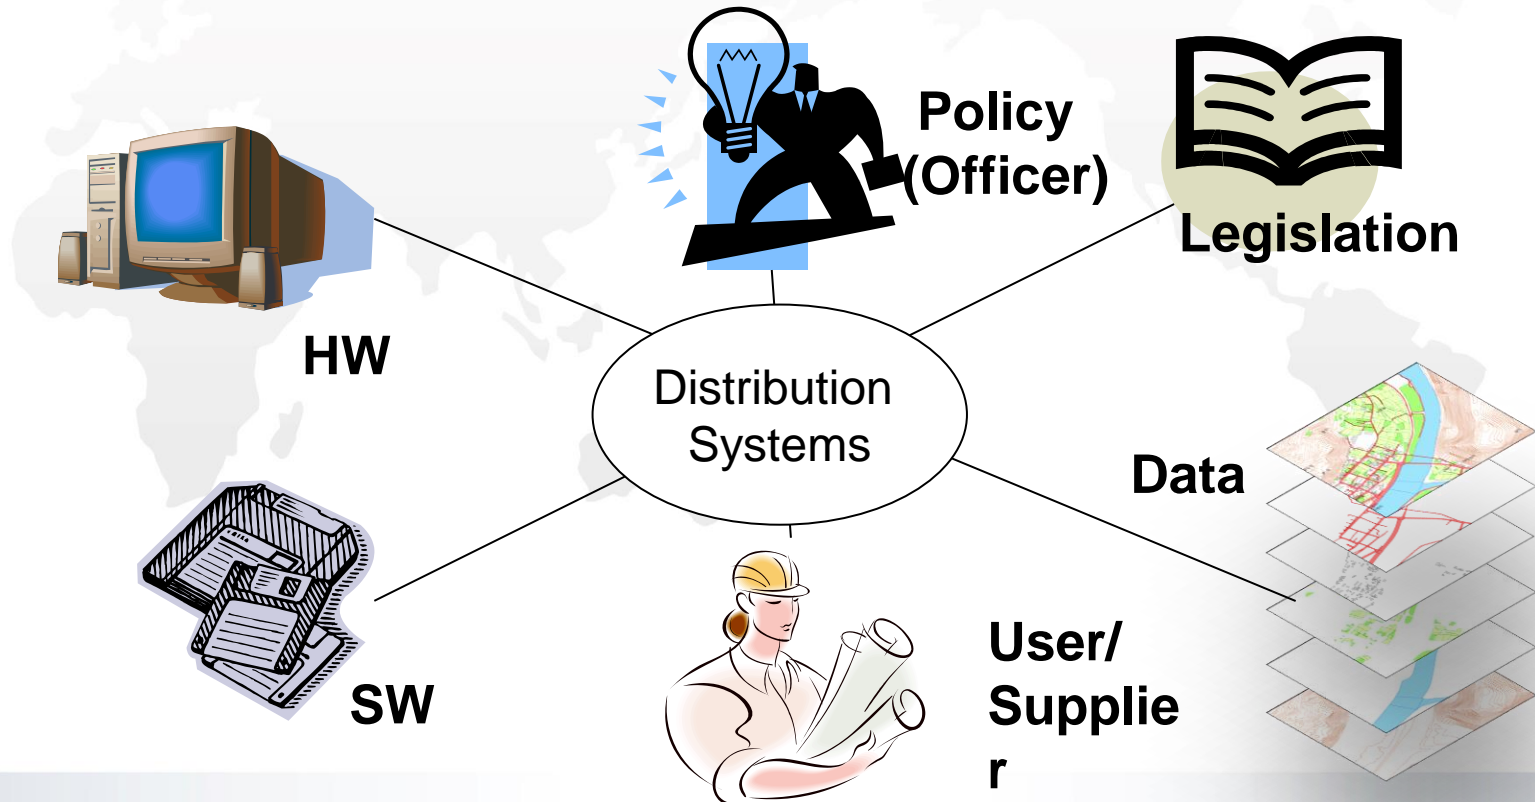 Policy
(Officer)
Legislation
HW
Distribution
Systems
Data
SW
User/
Supplie
r